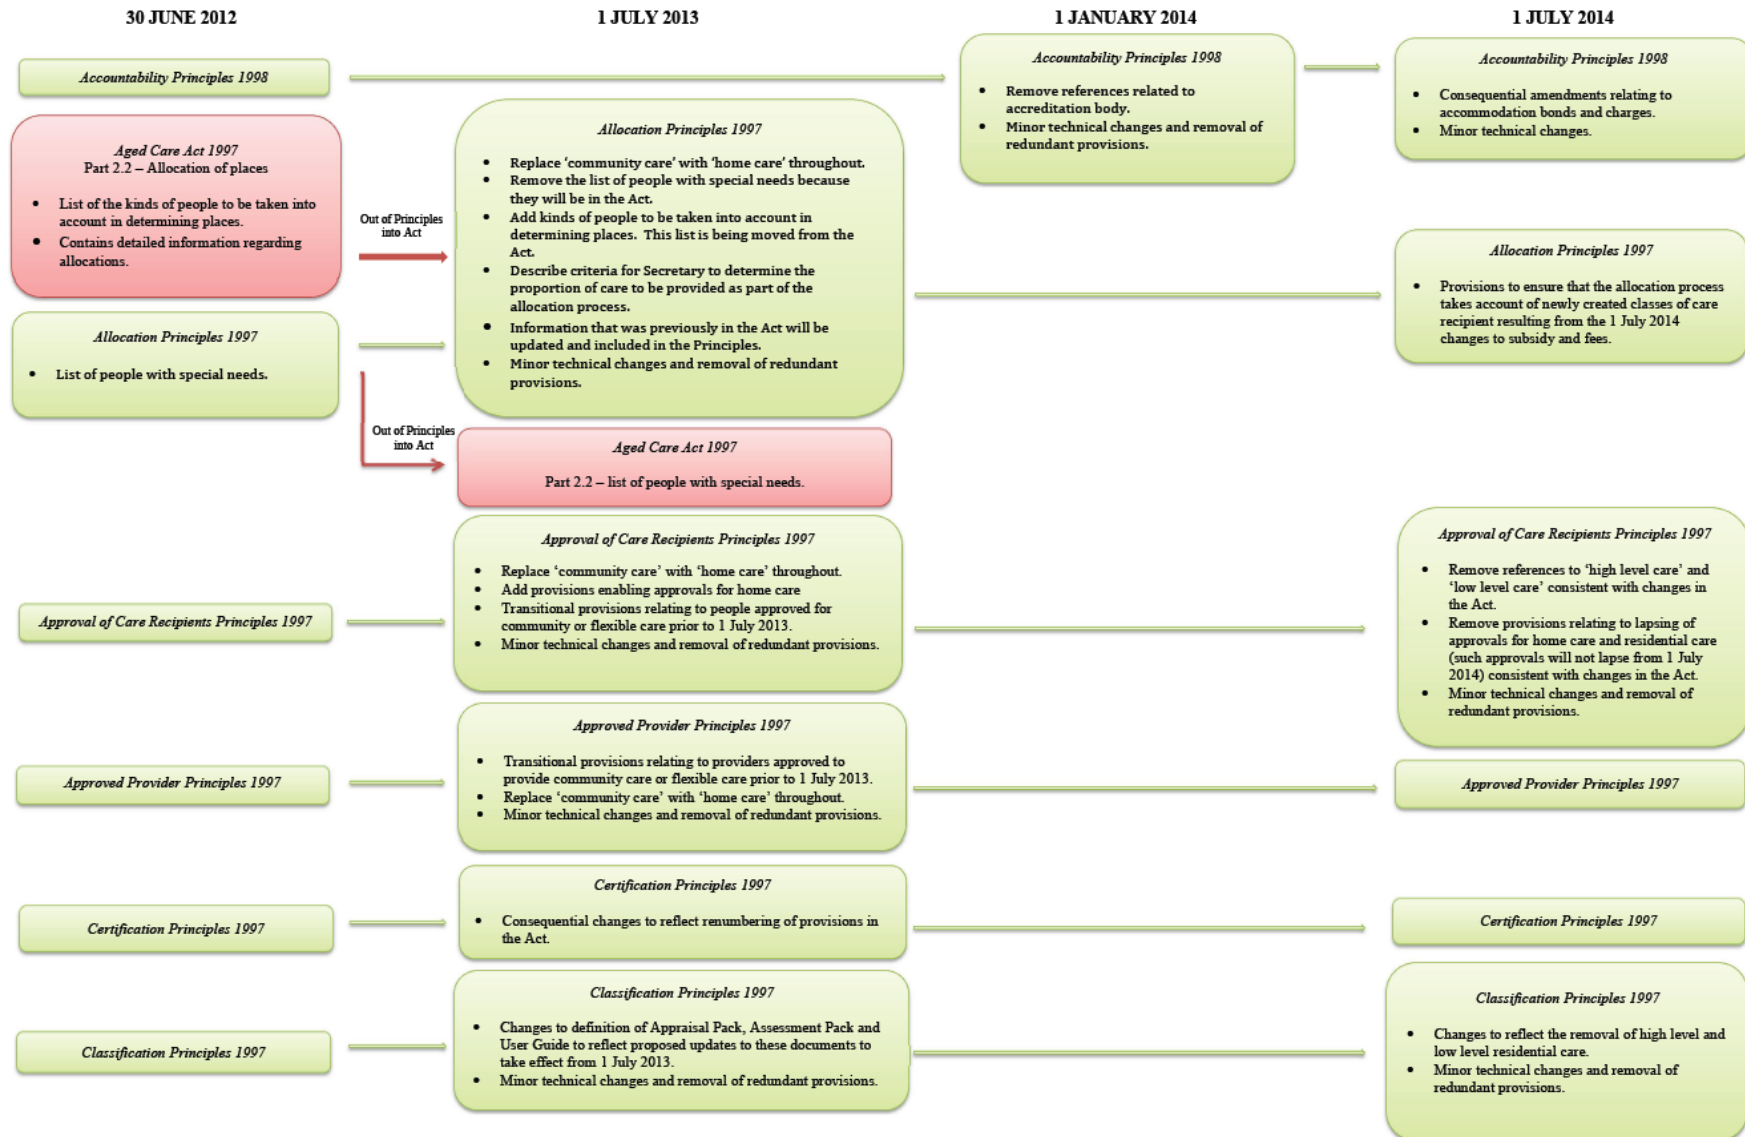 30 JUNE 2012
1 JULY 2013
1 JANUARY 2014
1 JULY 2014
Accountability Principles 1998
Accountability Principles 1998
• Remove references related to
accreditation body.
• Minor technical changes and removal of
redundant provisions.
Accountability Principles 1998
• Consequential amendments relating to
accommodation bonds and charges.
• Minor technical changes.
Aged Care Act 1997
Part 2.2 – Allocation of places
• List of the kinds of people to be taken into
account in determining places.
• Contains detailed information regarding
allocations.
Out of Principles
into Act
Allocation Principles 1997
• Replace ‘community care’ with ‘home care’ throughout.
• Remove the list of people with special needs because
they will be in the Act.
• Add kinds of people to be taken into account in
determining places. This list is being moved from the
Act.
• Describe criteria for Secretary to determine the
proportion of care to be provided as part of the
allocation process.
• Information that was previously in the Act will be
updated and included in the Principles.
• Minor technical changes and removal of redundant
provisions.
Allocation Principles 1997
• Provisions to ensure that the allocation process
takes account of newly created classes of care
recipient resulting from the 1 July 2014
changes to subsidy and fees.
Allocation Principles 1997
• List of people with special needs.
Out of Principles
into Act
Aged Care Act 1997
Part 2.2 – list of people with special needs.
Approval of Care Recipients Principles 1997
Approval of Care Recipients Principles 1997
• Replace ‘community care’ with ‘home care’ throughout.
• Add provisions enabling approvals for home care
• Transitional provisions relating to people approved for
community or flexible care prior to 1 July 2013.
• Minor technical changes and removal of redundant provisions.
Approval of Care Recipients Principles 1997
• Remove references to ‘high level care’ and
‘low level care’ consistent with changes in
the Act.
• Remove provisions relating to lapsing of
approvals for home care and residential care
(such approvals will not lapse from 1 July
2014) consistent with changes in the Act.
• Minor technical changes and removal of
redundant provisions.
Approved Provider Principles 1997
Approved Provider Principles 1997
• Transitional provisions relating to providers approved to
provide community care or flexible care prior to 1 July 2013.
• Replace ‘community care’ with ‘home care’ throughout.
• Minor technical changes and removal of redundant provisions.
Approved Provider Principles 1997
Certification Principles 1997
Certification Principles 1997
• Consequential changes to reflect renumbering of provisions in
the Act.
Certification Principles 1997
Classification Principles 1997
Classification Principles 1997
• Changes to definition of Appraisal Pack, Assessment Pack and
User Guide to reflect proposed updates to these documents to
take effect from 1 July 2013.
• Minor technical changes and removal of redundant provisions.
Classification Principles 1997
• Changes to reflect the removal of high level and
low level residential care.
• Minor technical changes and removal of
redundant provisions.